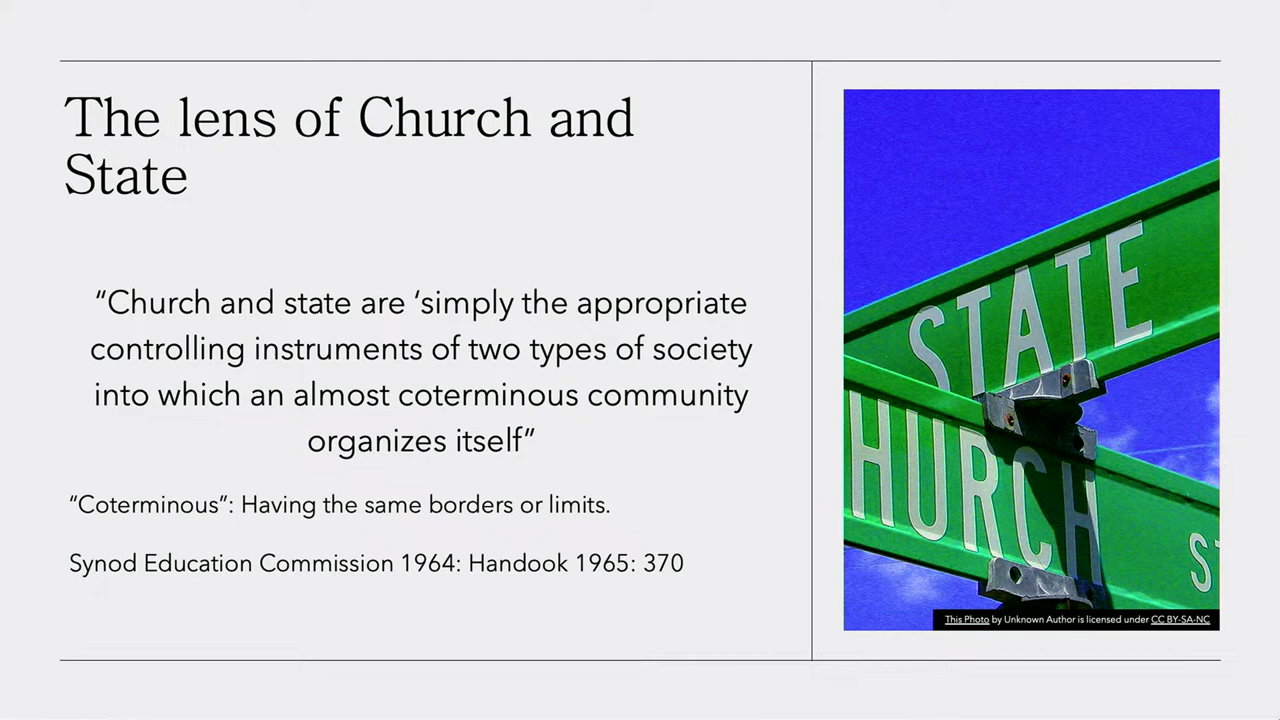 The lens of Church and
State
“Church and state are ‘simply the appropriate
controlling instruments of two types of society
into which an almost coterminous community
organizes itself”
“Coterminous”: Having the same borders or limits.
Synod Education Commission 1964: Handook 1965: 370
STATE
HURCH
ST
This Photo by Unknown Author is licensed under CC BY-SA-NC